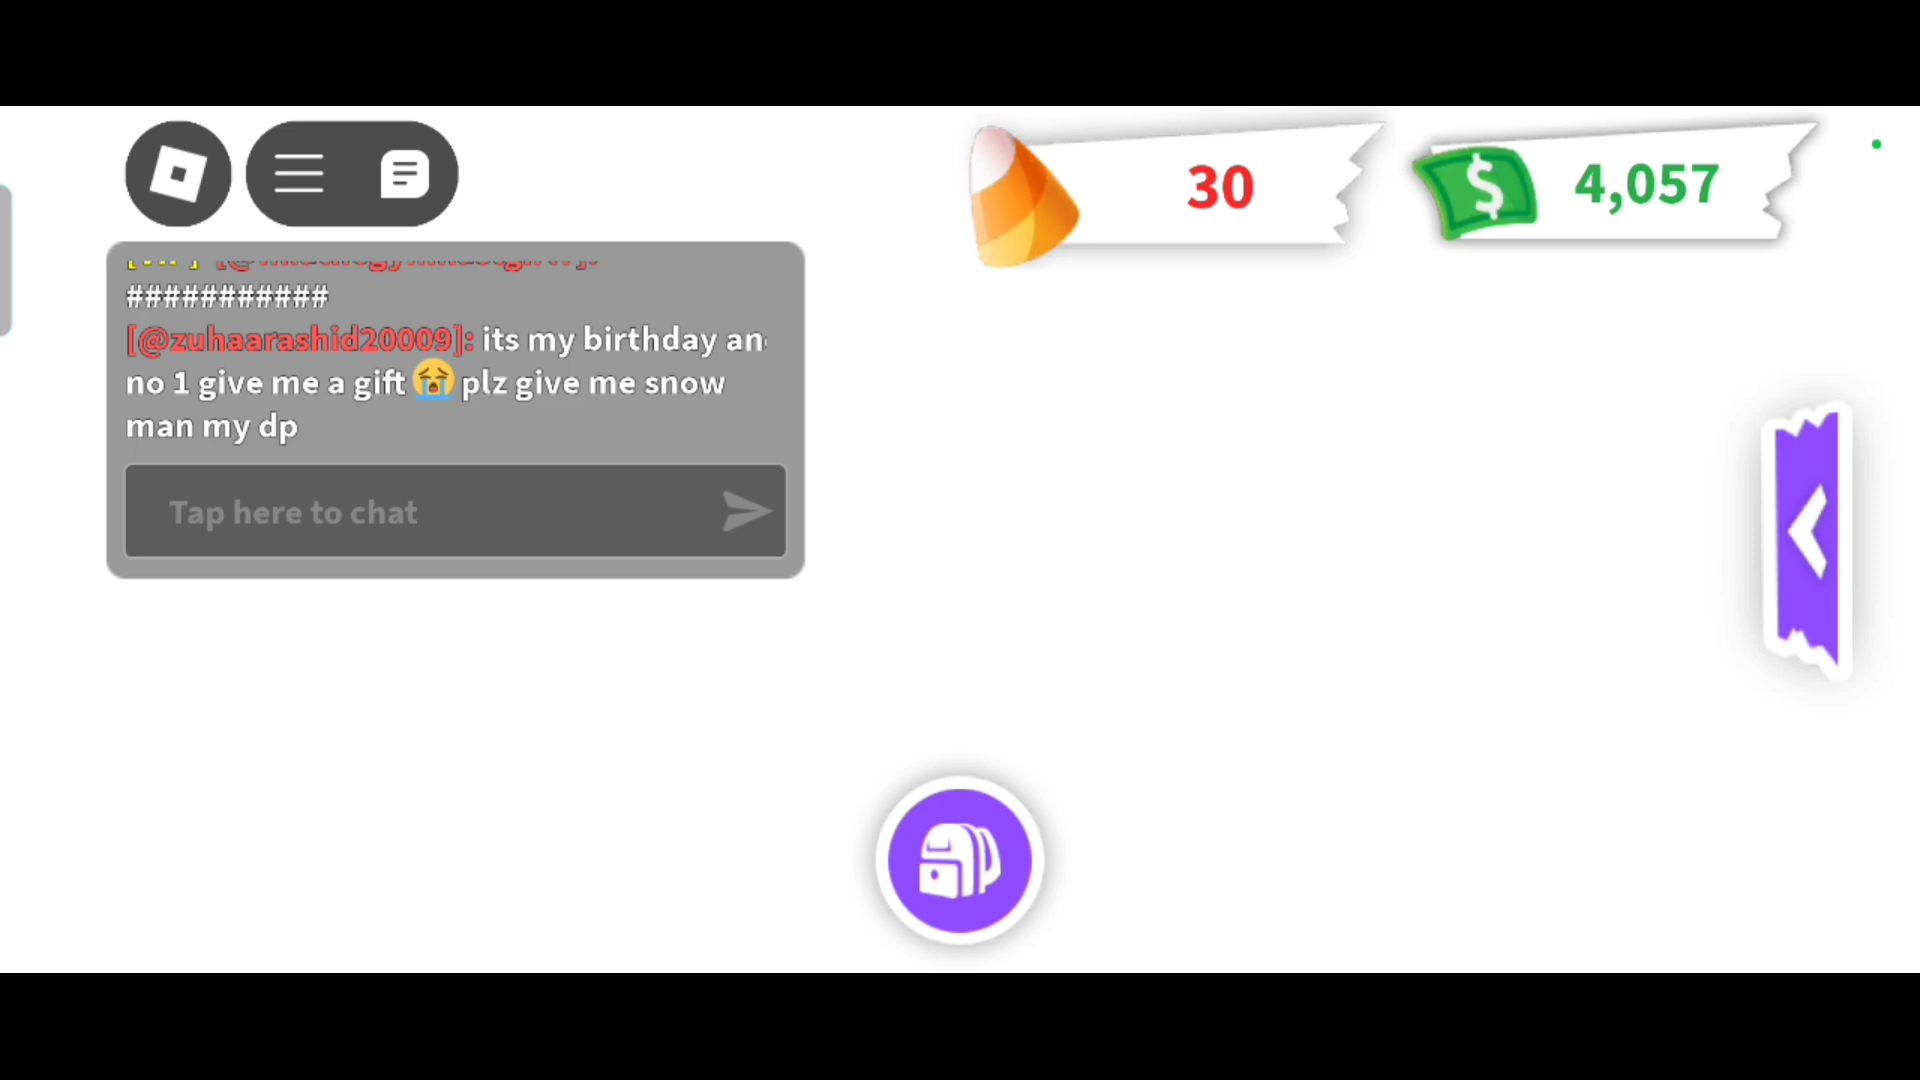 30
4,057
###########
[@zuhaarashid20009]: its my birthday an
no 1 give me a gift 😭 plz give me snow
man my dp
Tap here to chat